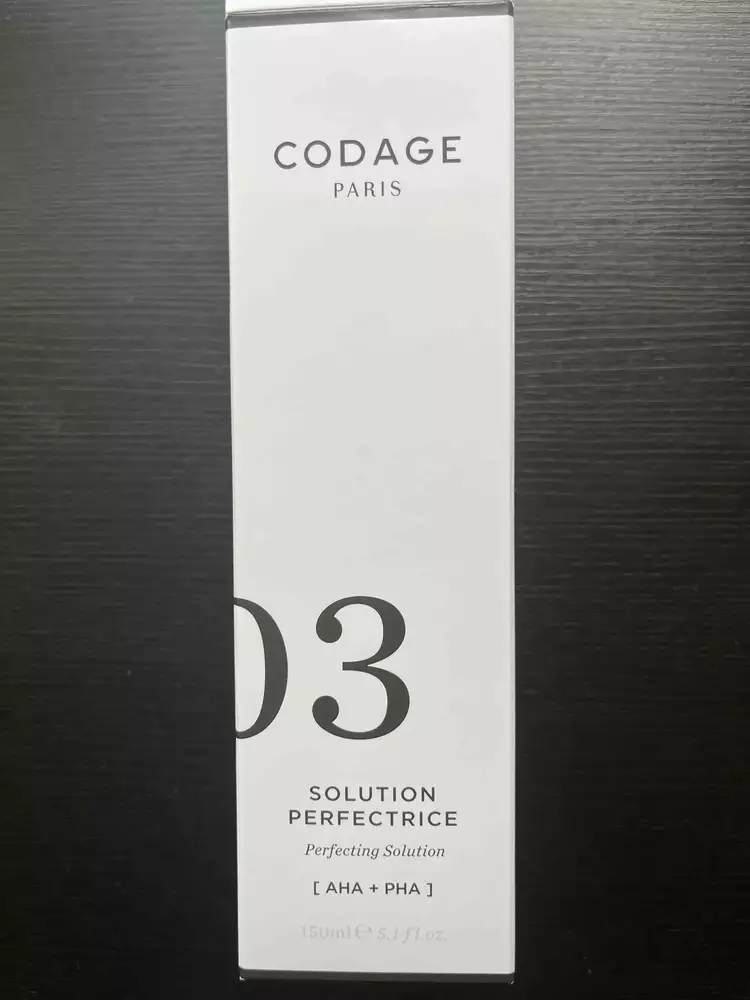 CODAGE
PARIS
03
SOLUTION
PERFECTRICE
Perfecting Solution
[ AHA + PHA ]
150ml ℮ 5.1 fl.oz.